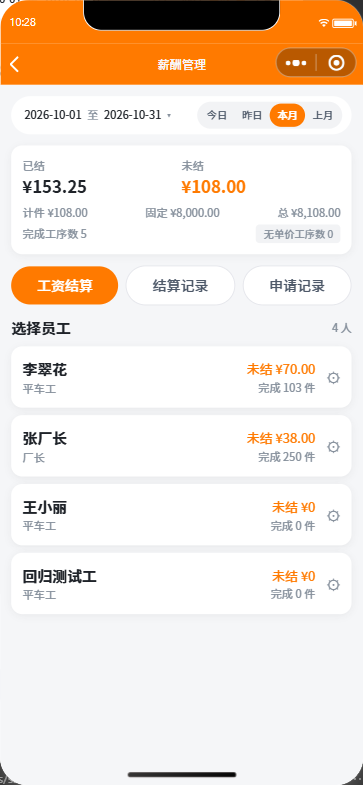 10:28
薪酬管理
2026-10-01 至 2026-10-31
今日 昨日 本月 上月
已结 未结
¥153.25 ¥108.00
计件 ¥108.00 固定 ¥8,000.00 总 ¥8,108.00
完成工序数 5 无单价工序数 0
工资结算 结算记录 申请记录
选择员工 4 人
李翠花 未结 ¥70.00
平车工 完成 103 件
张厂长 未结 ¥38.00
厂长 完成 250 件
王小丽 未结 ¥0
平车工 完成 0 件
回归测试工 未结 ¥0
平车工 完成 0 件